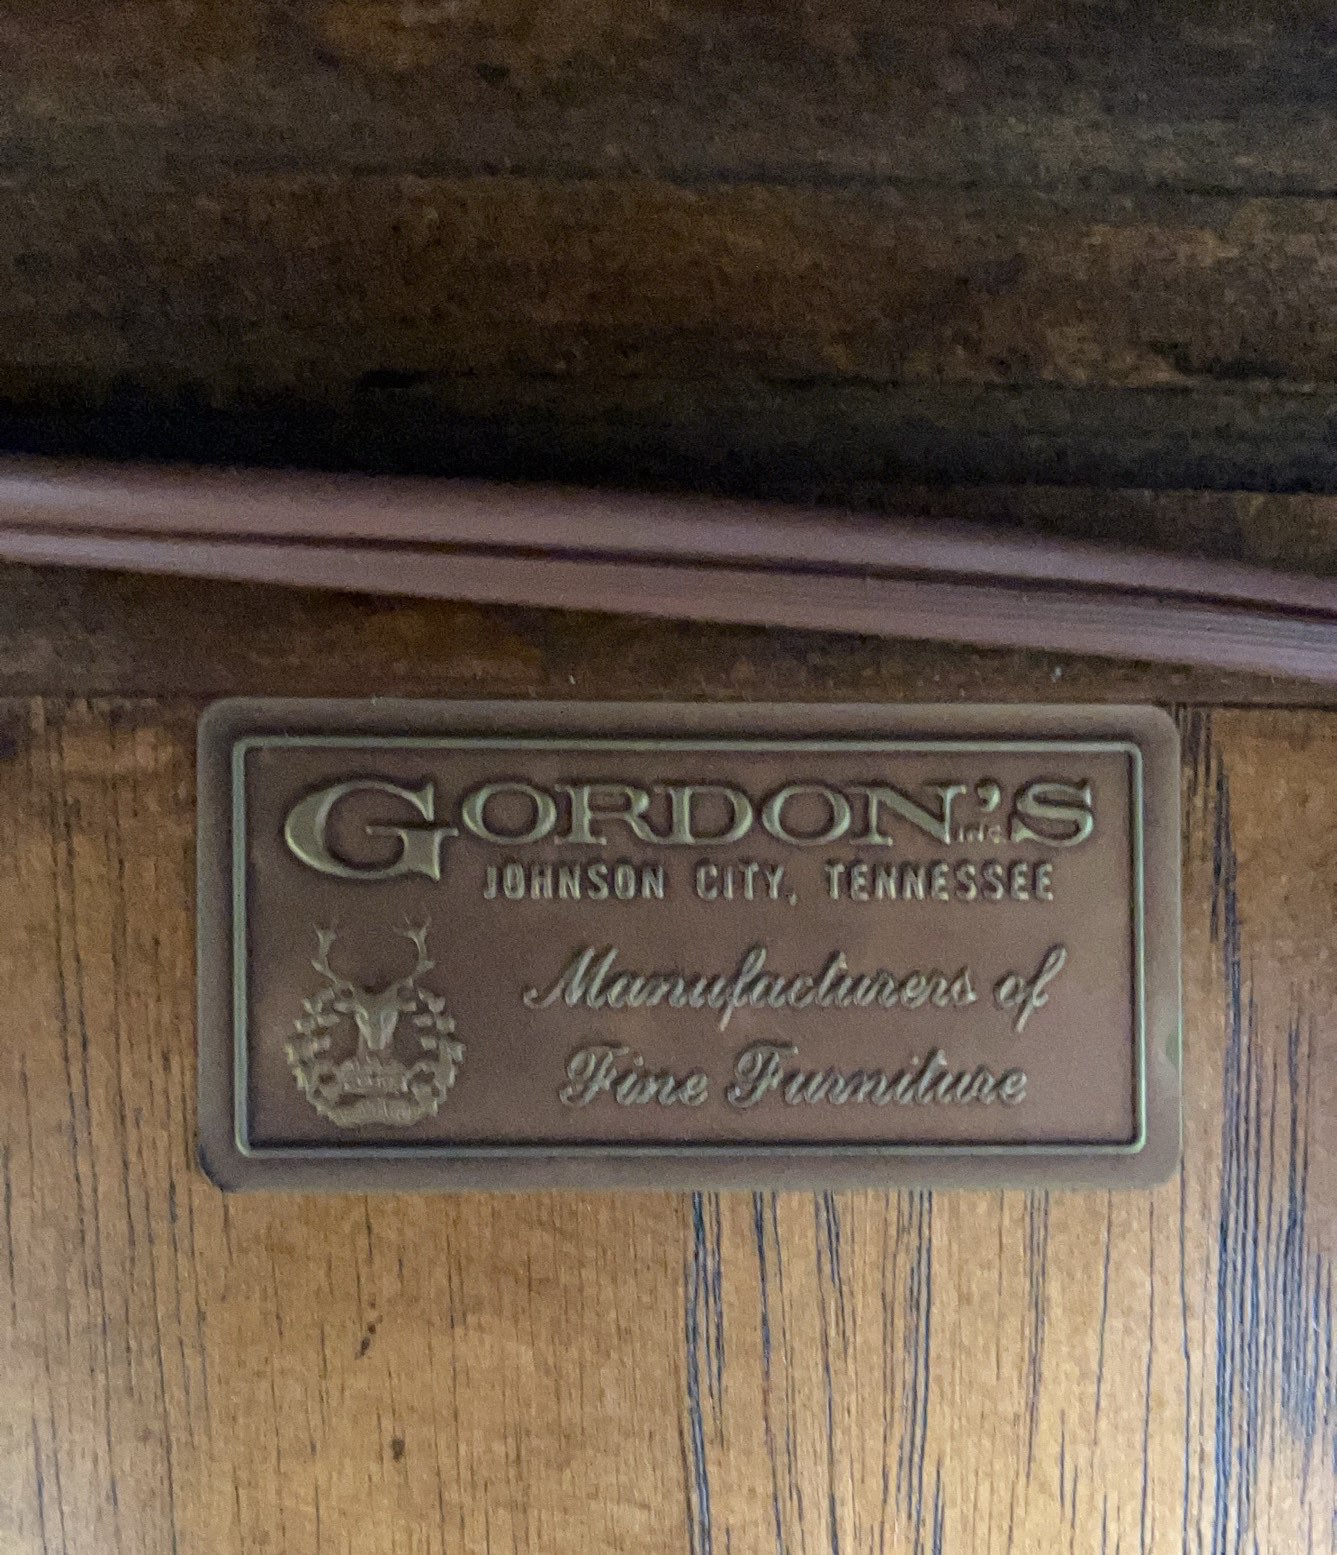 GORDON'S INC.
JOHNSON CITY, TENNESSEE
Manufacturers of
Fine Furniture